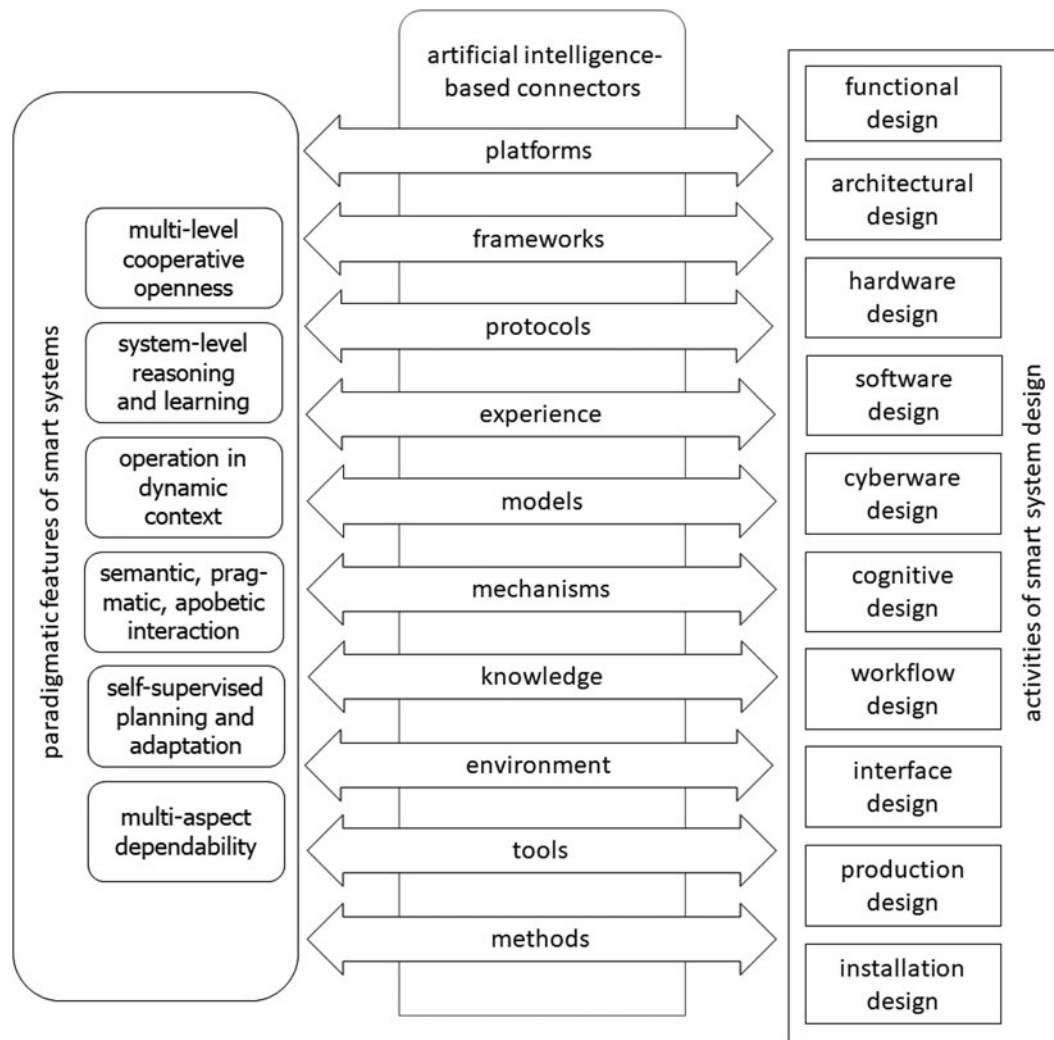 paradigmatic features of smart systems
multi-level
cooperative
openness
system-level
reasoning
and learning
operation in
dynamic
context
semantic, prag-
matic, apobetic
interaction
self-supervised
planning and
adaptation
multi-aspect
dependability
artificial intelligence-
based connectors
platforms
frameworks
protocols
experience
models
mechanisms
knowledge
environment
tools
methods
functional
design
architectural
design
hardware
design
software
design
cyberware
design
cognitive
design
workflow
design
interface
design
production
design
installation
design
activities of smart system design